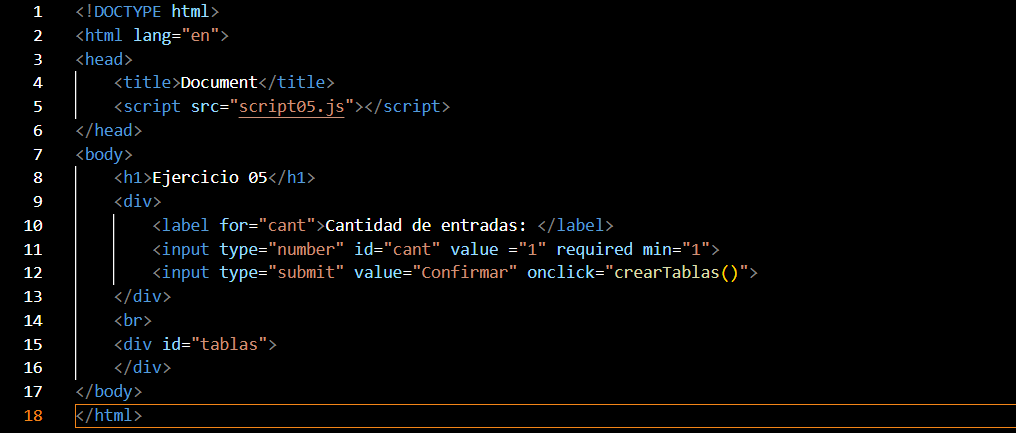 1 <!DOCTYPE html>
2 <html lang="en">
3 <head>
4     <title>Document</title>
5     <script src="script05.js"></script>
6 </head>
7 <body>
8     <h1>Ejercicio 05</h1>
9     <div>
10         <label for="cant">Cantidad de entradas: </label>
11         <input type="number" id="cant" value ="1" required min="1">
12         <input type="submit" value="Confirmar" onclick="crearTablas()">
13     </div>
14     <br>
15     <div id="tablas">
16     </div>
17 </body>
18 </html>